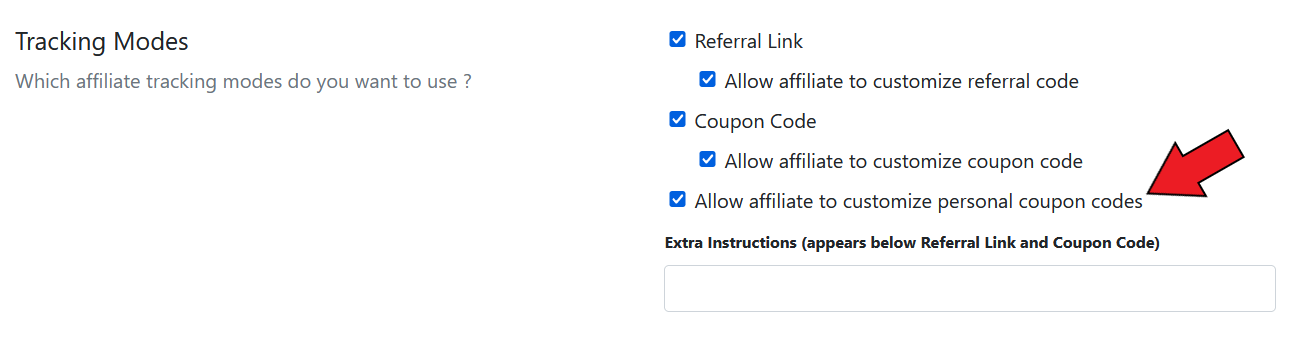 Tracking Modes
Which affiliate tracking modes do you want to use ?
Referral Link
Allow affiliate to customize referral code
Coupon Code
Allow affiliate to customize coupon code
Allow affiliate to customize personal coupon codes
Extra Instructions (appears below Referral Link and Coupon Code)